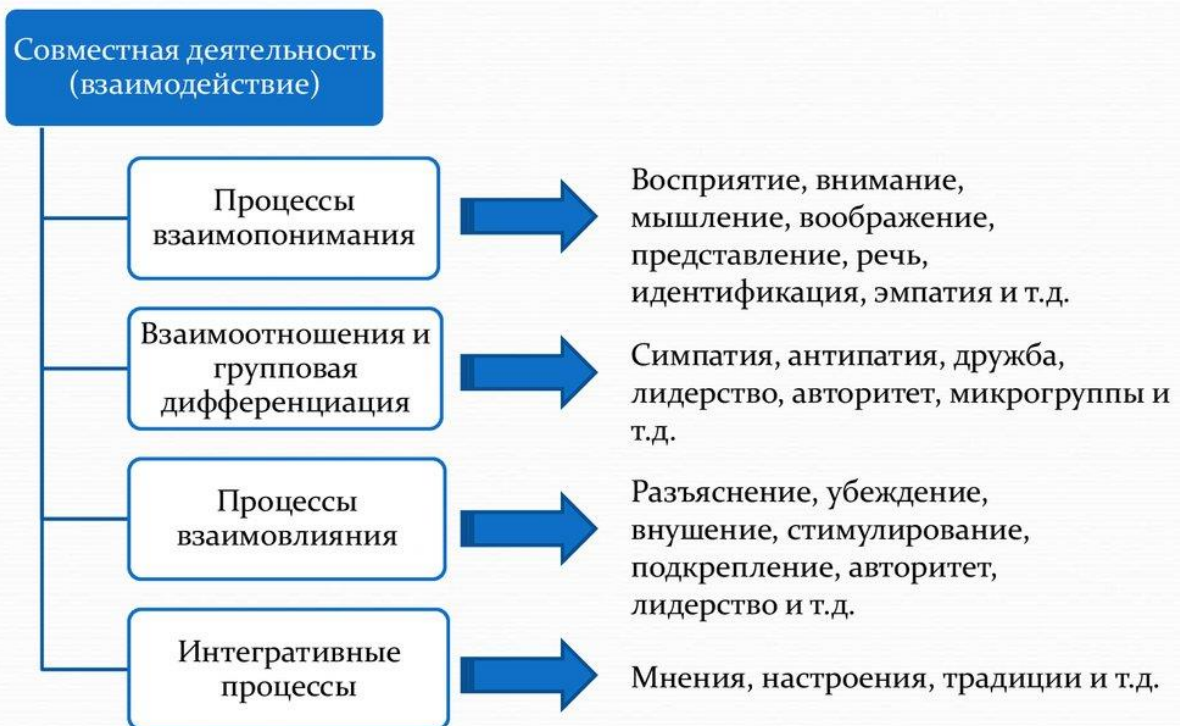 Совместная деятельность
(взаимодействие)
Процессы
взаимопонимания
Восприятие, внимание,
мышление, воображение,
представление, речь,
идентификация, эмпатия и т.д.
Взаимоотношения и
групповая
дифференциация
Симпатия, антипатия, дружба,
лидерство, авторитет, микрогруппы и
т.д.
Процессы
взаимовлияния
Разъяснение, убеждение,
внушение, стимулирование,
подкрепление, авторитет,
лидерство и т.д.
Интегративные
процессы
Мнения, настроения, традиции и т.д.